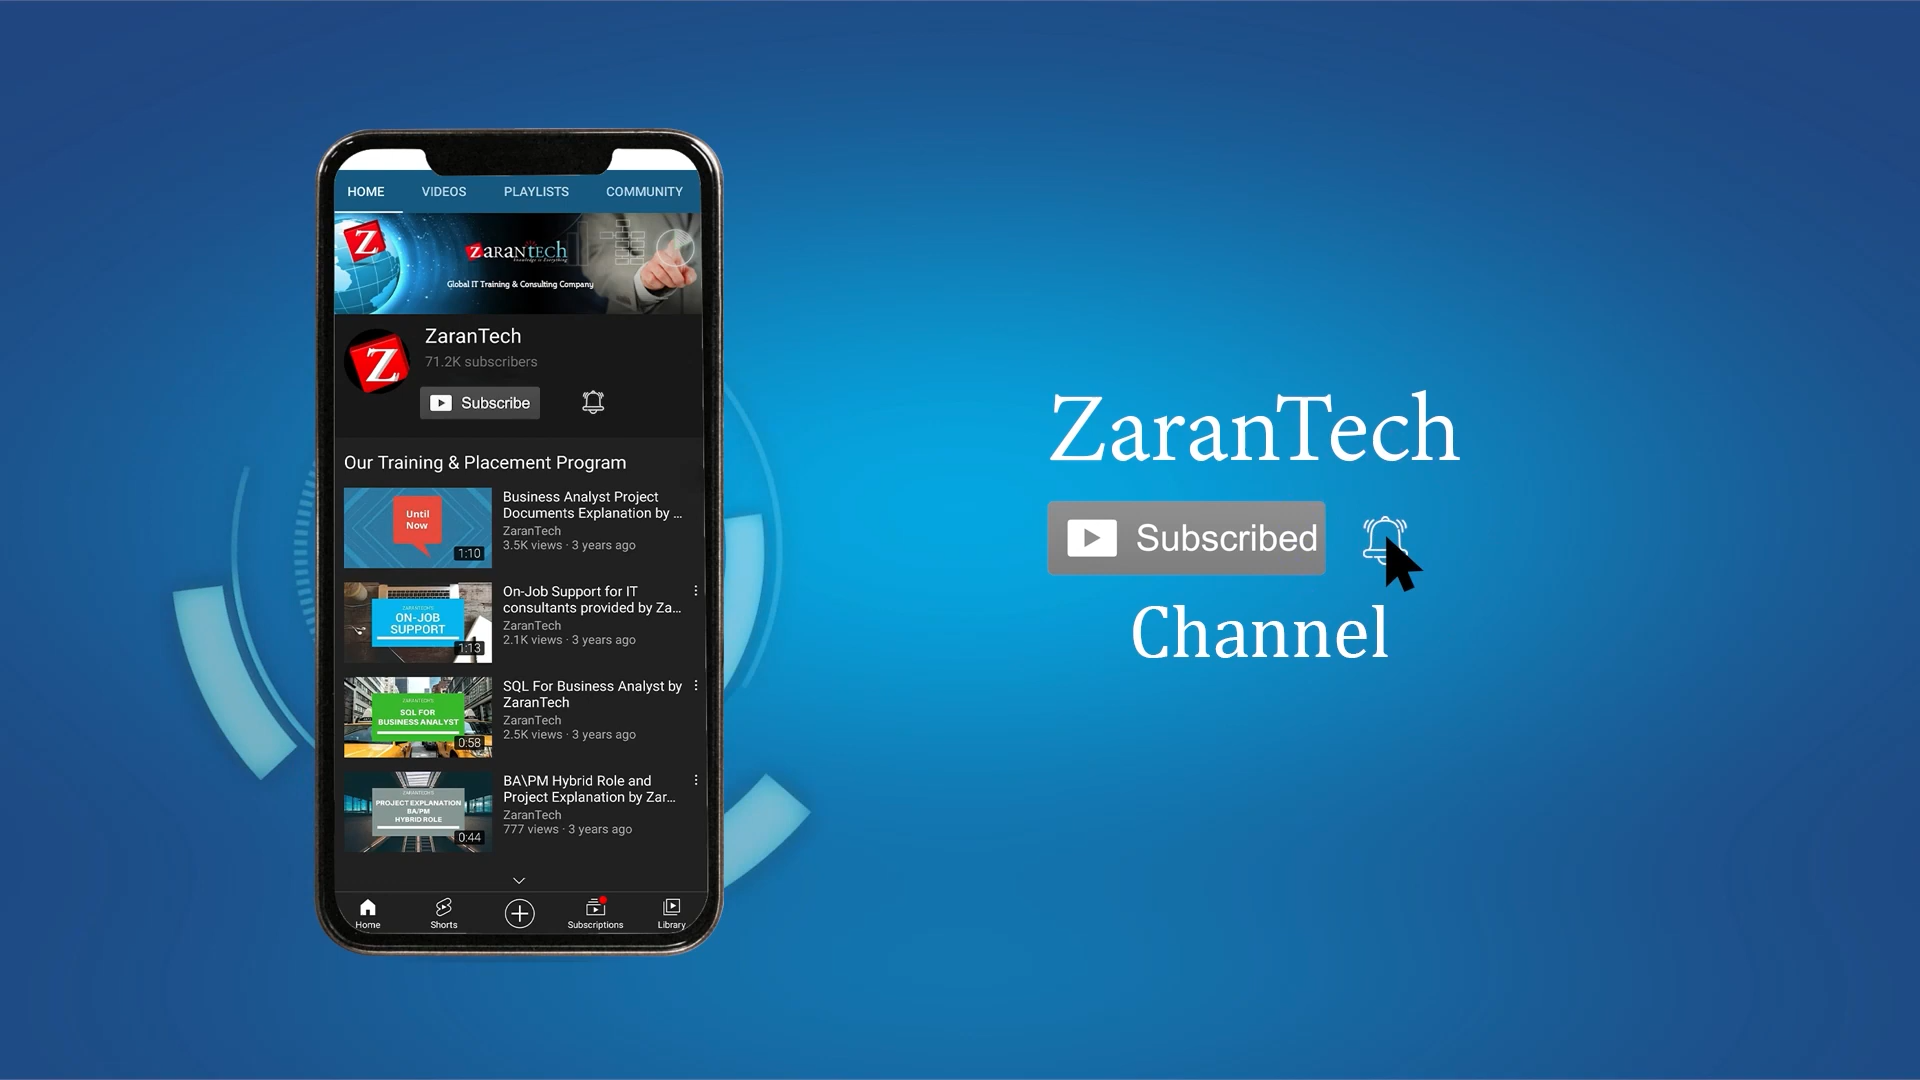 HOME VIDEOS PLAYLISTS COMMUNITY
Z
ZARANTECH
Global IT Training & Consulting Company
Z
ZaranTech
71.2K subscribers
Subscribe
Our Training & Placement Program
Until
Now
1:10
Business Analyst Project
Documents Explanation by ...
ZaranTech
3.5K views · 3 years ago
ZARANTECH'S
ON-JOB
SUPPORT
1:13
On-Job Support for IT
consultants provided by Za...
ZaranTech
2.1K views · 3 years ago
ZARANTECH'S
SQL FOR
BUSINESS ANALYST
0:58
SQL For Business Analyst by
ZaranTech
ZaranTech
2.5K views · 3 years ago
ZARANTECH'S
PROJECT EXPLANATION
BA/PM
HYBRID ROLE
0:44
BA\PM Hybrid Role and
Project Explanation by Zar...
ZaranTech
777 views · 3 years ago
Home Shorts Subscriptions Library
ZaranTech
Subscribed
Channel